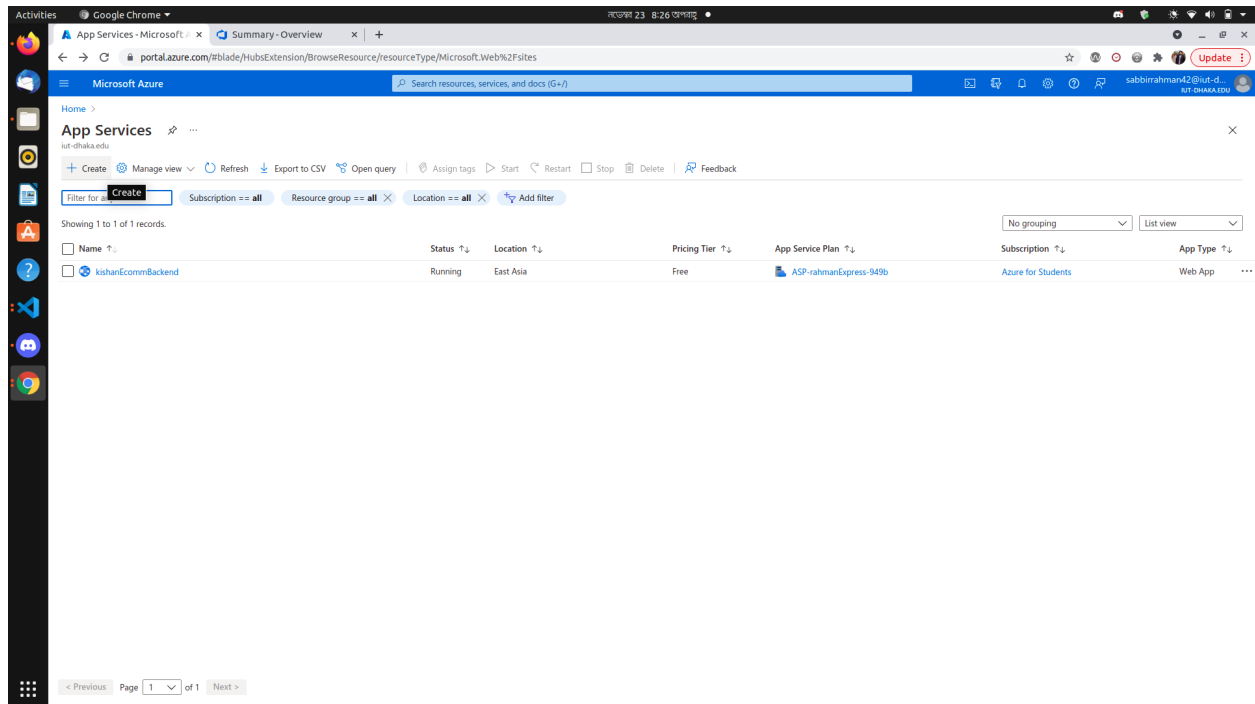 Activities Google Chrome নভেম্বর 23 8:26 অপরাহ্ণ
App Services - Microsoft A Summary - Overview
portal.azure.com/#blade/HubsExtension/BrowseResource/resourceType/Microsoft.Web%2Fsites Update
Microsoft Azure Search resources, services, and docs (G+/) sabbirrahman42@iut-d...
IUT-DHAKA.EDU
Home >
App Services ...
iut-dhaka.edu
Create Manage view Refresh Export to CSV Open query Assign tags Start Restart Stop Delete Feedback
Filter for a Create Subscription == all Resource group == all Location == all Add filter
Showing 1 to 1 of 1 records. No grouping List view
Name ↑↓ Status ↑↓ Location ↑↓ Pricing Tier ↑↓ App Service Plan ↑↓ Subscription ↑↓ App Type ↑↓
kishanEcommBackend Running East Asia Free ASP-rahmanExpress-949b Azure for Students Web App ...
< Previous Page 1 of 1 Next >